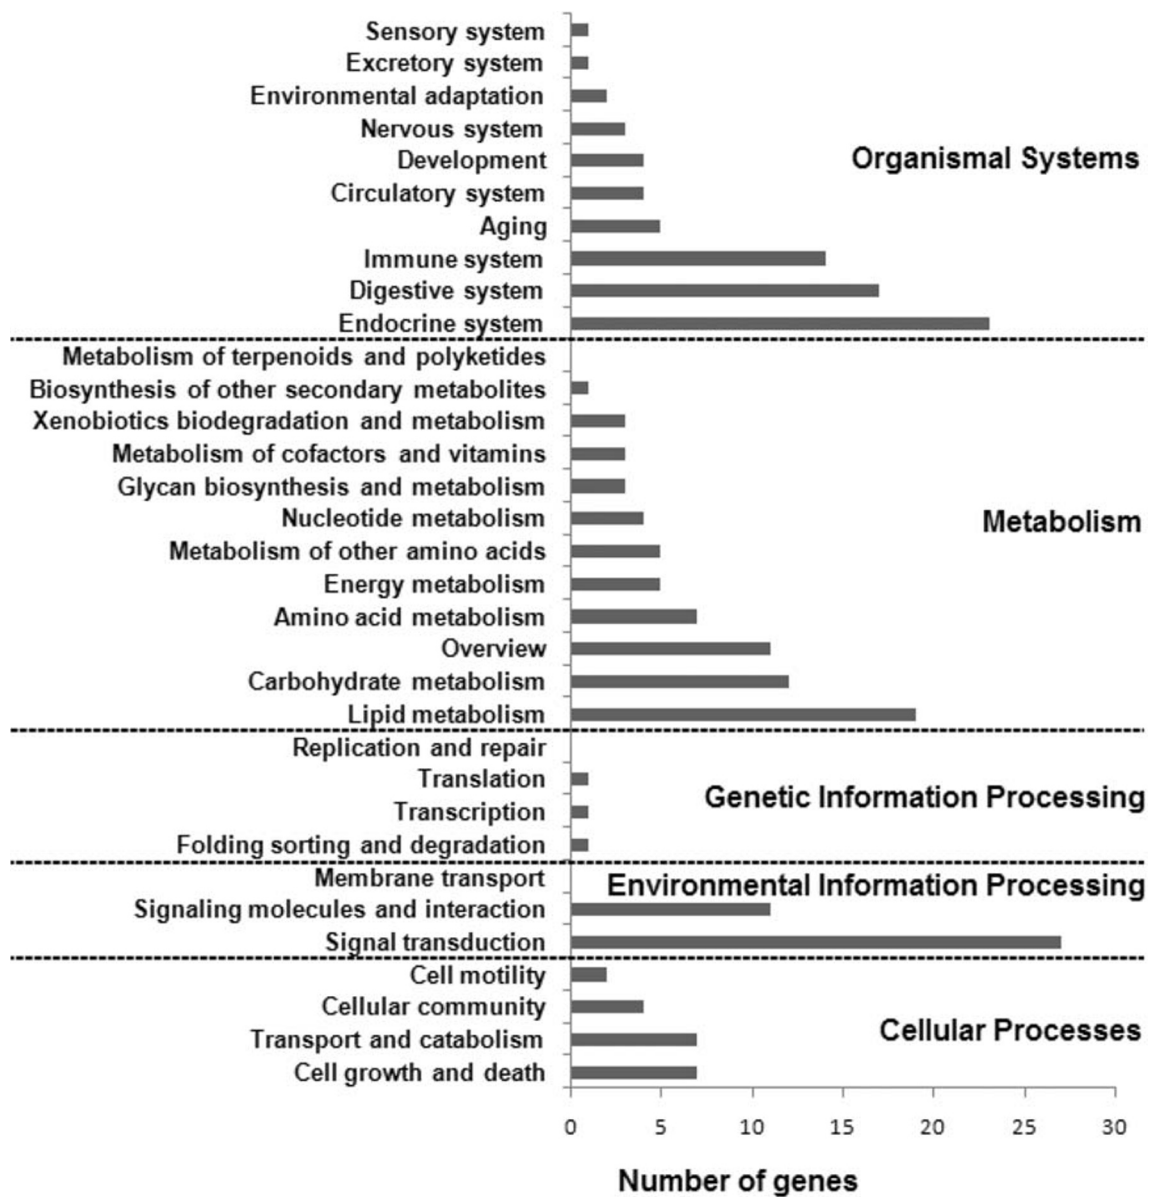 Sensory system
Excretory system
Environmental adaptation
Nervous system
Development
Organismal Systems
Circulatory system
Aging
Immune system
Digestive system
Endocrine system
Metabolism of terpenoids and polyketides
Biosynthesis of other secondary metabolites
Xenobiotics biodegradation and metabolism
Metabolism of cofactors and vitamins
Glycan biosynthesis and metabolism
Nucleotide metabolism
Metabolism
Metabolism of other amino acids
Energy metabolism
Amino acid metabolism
Overview
Carbohydrate metabolism
Lipid metabolism
Replication and repair
Translation
Genetic Information Processing
Transcription
Folding sorting and degradation
Membrane transport
Environmental Information Processing
Signaling molecules and interaction
Signal transduction
Cell motility
Cellular community
Cellular Processes
Transport and catabolism
Cell growth and death
0 5 10 15 20 25 30
Number of genes